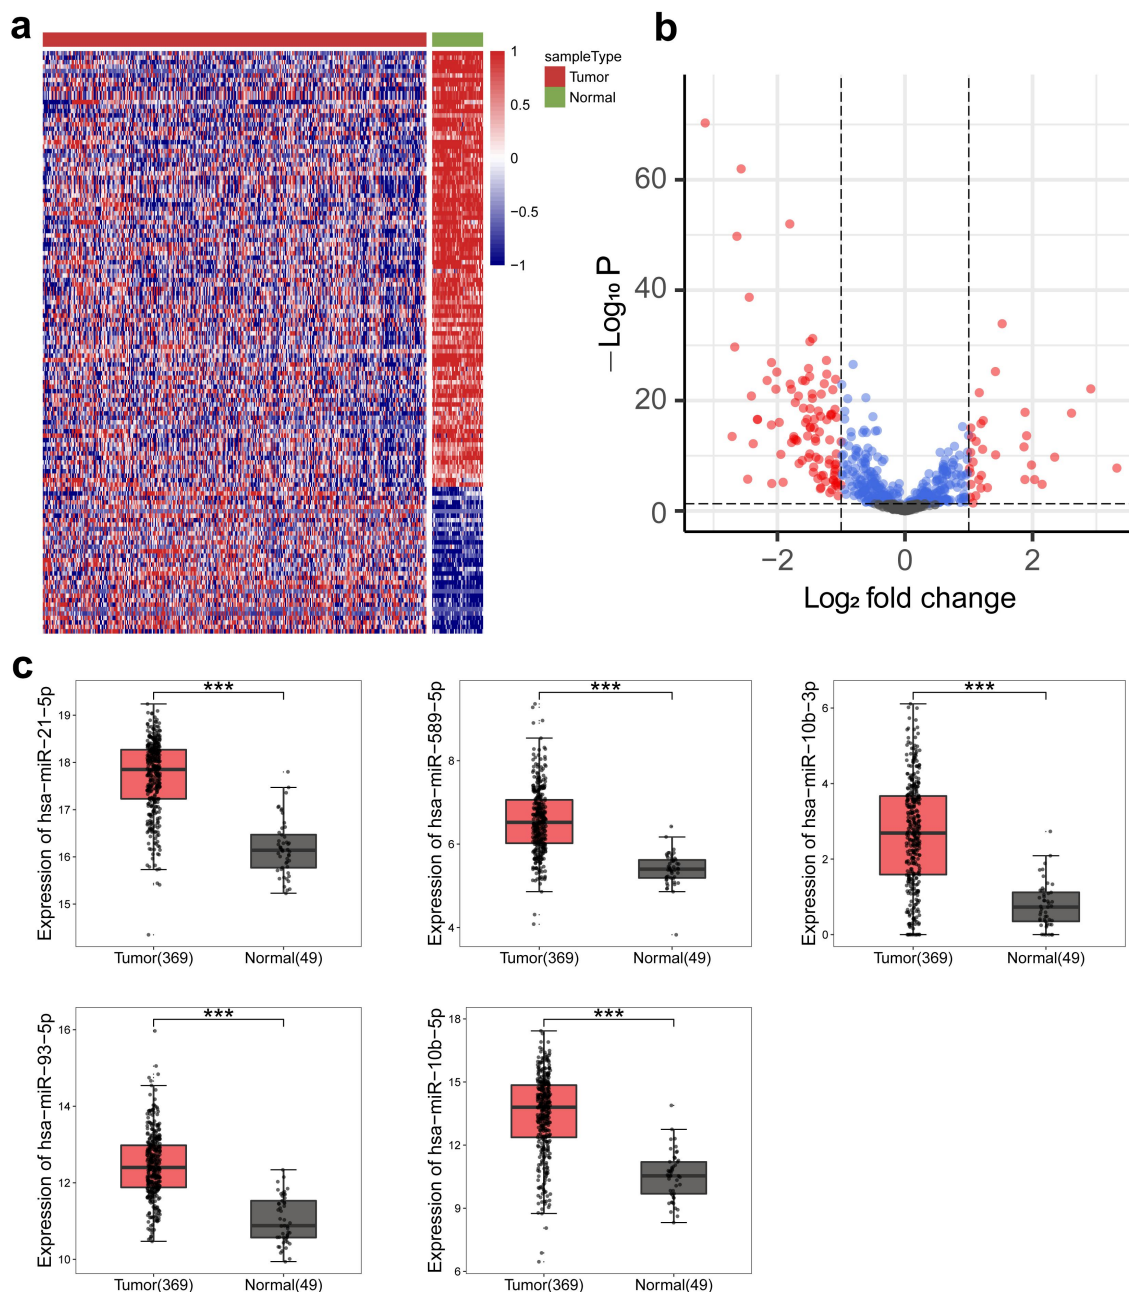 a
sampleType
Tumor
Normal
1
0.5
0
−0.5
−1
b
−Log₁₀ P
60
40
20
0
−2
0
2
Log₂ fold change
c
Expression of hsa−miR−21−5p
19
18
17
16
15
***
Tumor(369)
Normal(49)
Expression of hsa−miR−589−5p
8
6
4
***
Tumor(369)
Normal(49)
Expression of hsa−miR−10b−3p
6
4
2
0
***
Tumor(369)
Normal(49)
Expression of hsa−miR−93−5p
16
14
12
10
***
Tumor(369)
Normal(49)
Expression of hsa−miR−10b−5p
18
15
12
9
6
***
Tumor(369)
Normal(49)